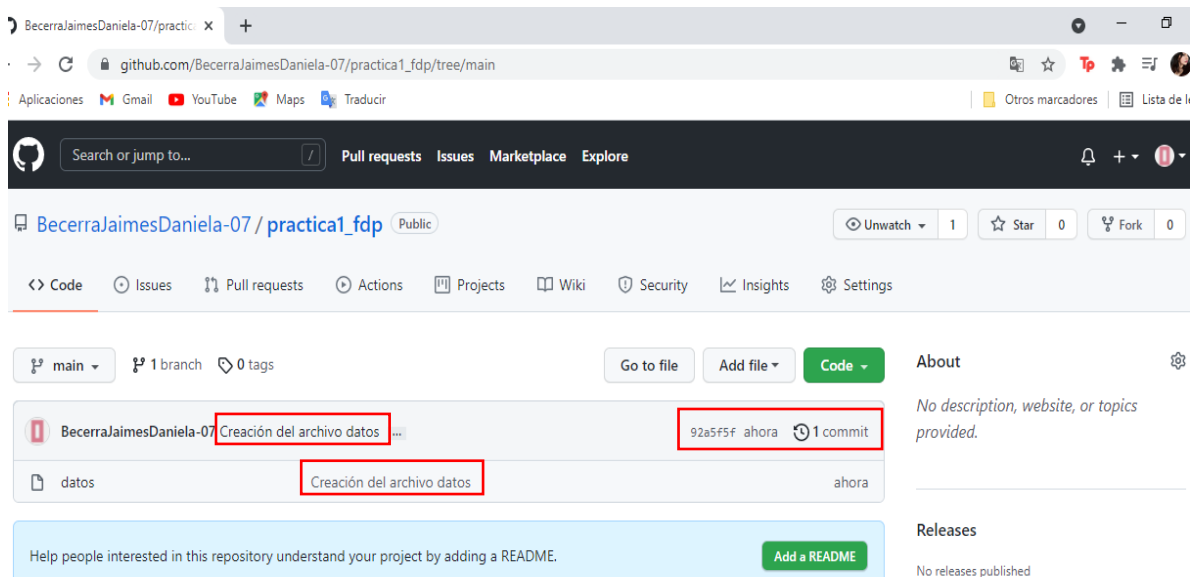 BecerraJaimesDaniela-07/practic
github.com/BecerraJaimesDaniela-07/practica1_fdp/tree/main
Aplicaciones Gmail YouTube Maps Traducir Otros marcadores Lista de
Search or jump to... / Pull requests Issues Marketplace Explore
BecerraJaimesDaniela-07 / practica1_fdp Public Unwatch 1 Star 0 Fork 0
Code Issues Pull requests Actions Projects Wiki Security Insights Settings
main 1 branch 0 tags Go to file Add file Code About
No description, website, or topics
provided.
BecerraJaimesDaniela-07 Creación del archivo datos ... 92a5f5f ahora 1 commit
datos Creación del archivo datos ahora
Releases
Help people interested in this repository understand your project by adding a README. Add a README
No releases published